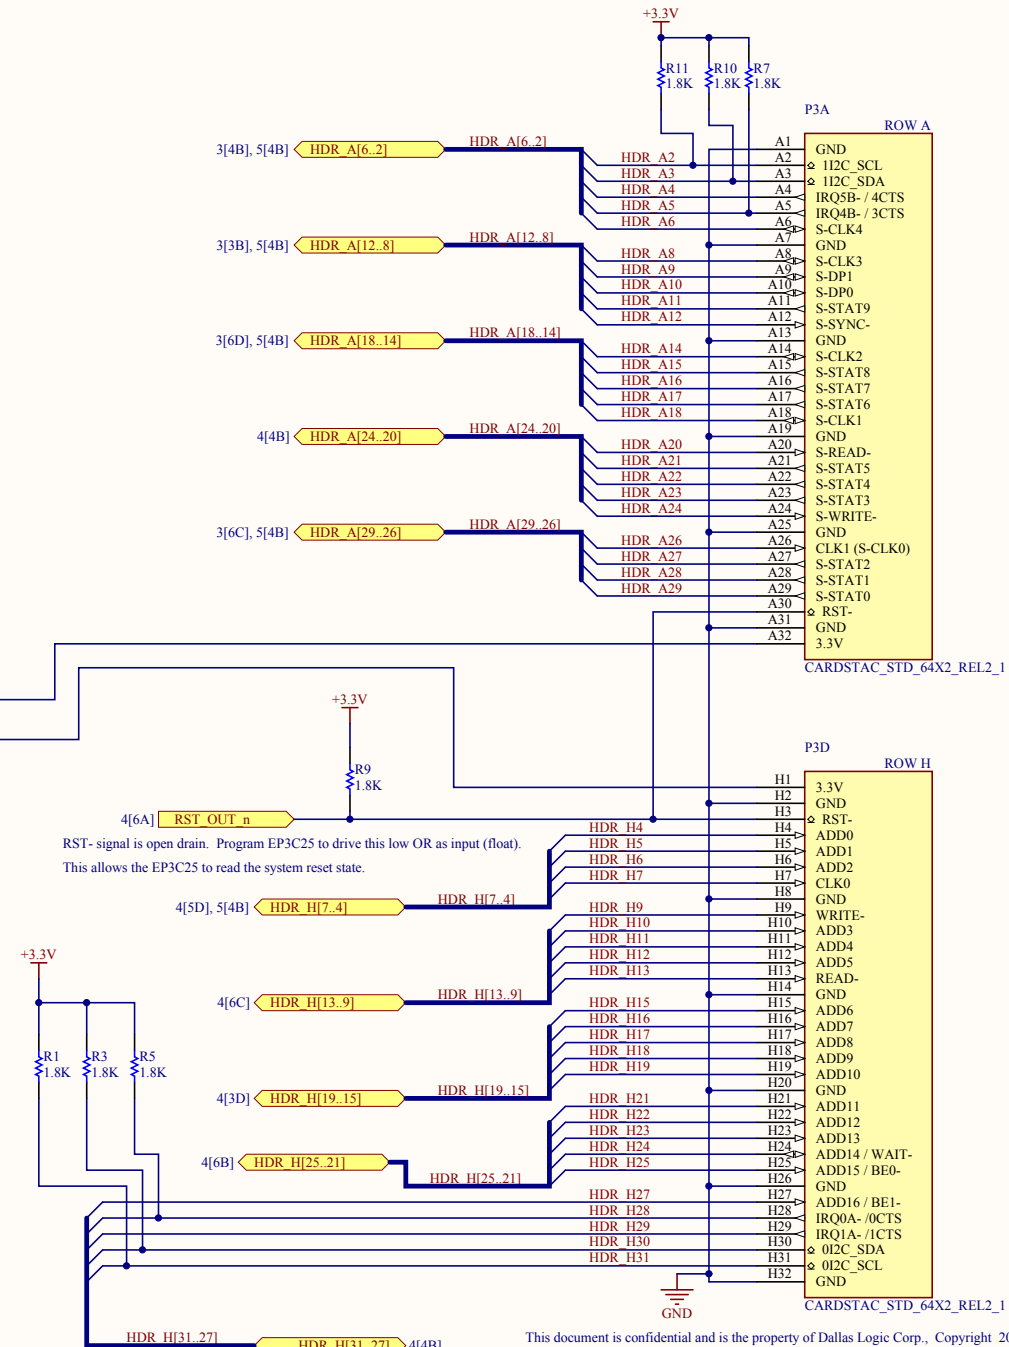 +3.3V
R11 R10 R7
1.8K 1.8K 1.8K
P3A
ROW A
A1 GND
3[4B], 5[4B] HDR_A[6..2] HDR_A[6..2]
HDR_A2 A2 1I2C_SCL
HDR_A3 A3 1I2C_SDA
HDR_A4 A4 IRQ5B- / 4CTS
HDR_A5 A5 IRQ4B- / 3CTS
HDR_A6 A6 S-CLK4
A7 GND
3[3B], 5[4B] HDR_A[12..8] HDR_A[12..8]
HDR_A8 A8 S-CLK3
HDR_A9 A9 S-DP1
HDR_A10 A10 S-DP0
HDR_A11 A11 S-STAT9
HDR_A12 A12 S-SYNC-
A13 GND
3[6D], 5[4B] HDR_A[18..14] HDR_A[18..14]
HDR_A14 A14 S-CLK2
HDR_A15 A15 S-STAT8
HDR_A16 A16 S-STAT7
HDR_A17 A17 S-STAT6
HDR_A18 A18 S-CLK1
A19 GND
4[4B] HDR_A[24..20] HDR_A[24..20]
HDR_A20 A20 S-READ-
HDR_A21 A21 S-STAT5
HDR_A22 A22 S-STAT4
HDR_A23 A23 S-STAT3
HDR_A24 A24 S-WRITE-
A25 GND
3[6C], 5[4B] HDR_A[29..26] HDR_A[29..26]
HDR_A26 A26 CLK1 (S-CLK0)
HDR_A27 A27 S-STAT2
HDR_A28 A28 S-STAT1
HDR_A29 A29 S-STAT0
A30 RST-
A31 GND
A32 3.3V
CARDSTAC_STD_64X2_REL2_1
+3.3V
R9
1.8K
P3D
ROW H
H1 3.3V
H2 GND
4[6A] RST_OUT_n H3 RST-
RST- signal is open drain. Program EP3C25 to drive this low OR as input (float).
This allows the EP3C25 to read the system reset state.
HDR_H4 H4 ADD0
HDR_H5 H5 ADD1
HDR_H6 H6 ADD2
HDR_H7 H7 CLK0
H8 GND
4[5D], 5[4B] HDR_H[7..4] HDR_H[7..4]
HDR_H9 H9 WRITE-
HDR_H10 H10 ADD3
HDR_H11 H11 ADD4
HDR_H12 H12 ADD5
HDR_H13 H13 READ-
H14 GND
4[6C] HDR_H[13..9] HDR_H[13..9]
+3.3V
R1 R3 R5
1.8K 1.8K 1.8K
HDR_H15 H15 ADD6
HDR_H16 H16 ADD7
HDR_H17 H17 ADD8
HDR_H18 H18 ADD9
HDR_H19 H19 ADD10
H20 GND
4[3D] HDR_H[19..15] HDR_H[19..15]
HDR_H21 H21 ADD11
HDR_H22 H22 ADD12
HDR_H23 H23 ADD13
HDR_H24 H24 ADD14 / WAIT-
HDR_H25 H25 ADD15 / BE0-
H26 GND
4[6B] HDR_H[25..21] HDR_H[25..21]
HDR_H27 H27 ADD16 / BE1-
HDR_H28 H28 IRQ0A- /0CTS
HDR_H29 H29 IRQ1A- /1CTS
HDR_H30 H30 0I2C_SDA
HDR_H31 H31 0I2C_SCL
H32 GND
GND
CARDSTAC_STD_64X2_REL2_1
HDR_H[31..27] HDR_H[31..27] 4[4B]
This document is confidential and is the property of Dallas Logic Corp., Copyright 20